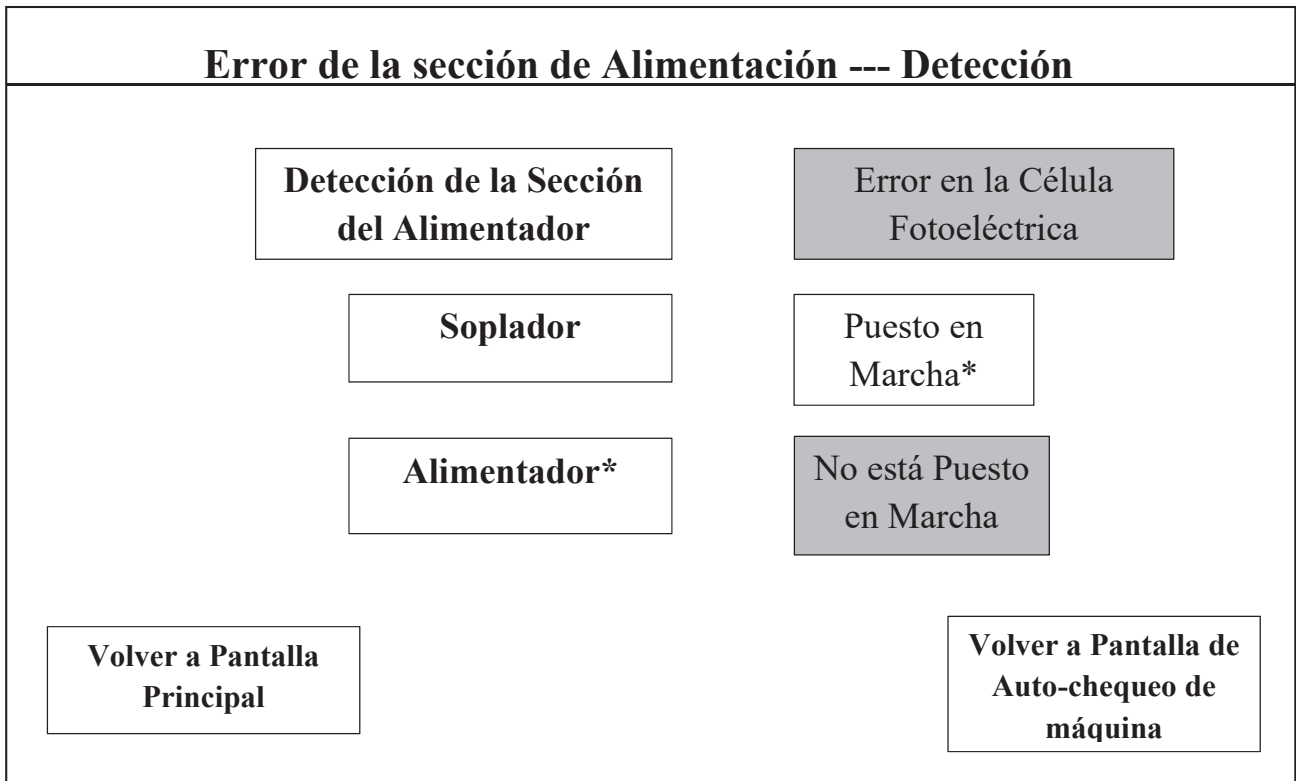 Error de la sección de Alimentación --- Detección
Detección de la Sección
del Alimentador
Error en la Célula
Fotoeléctrica
Soplador
Puesto en
Marcha*
Alimentador*
No está Puesto
en Marcha
Volver a Pantalla
Principal
Volver a Pantalla de
Auto-chequeo de
máquina